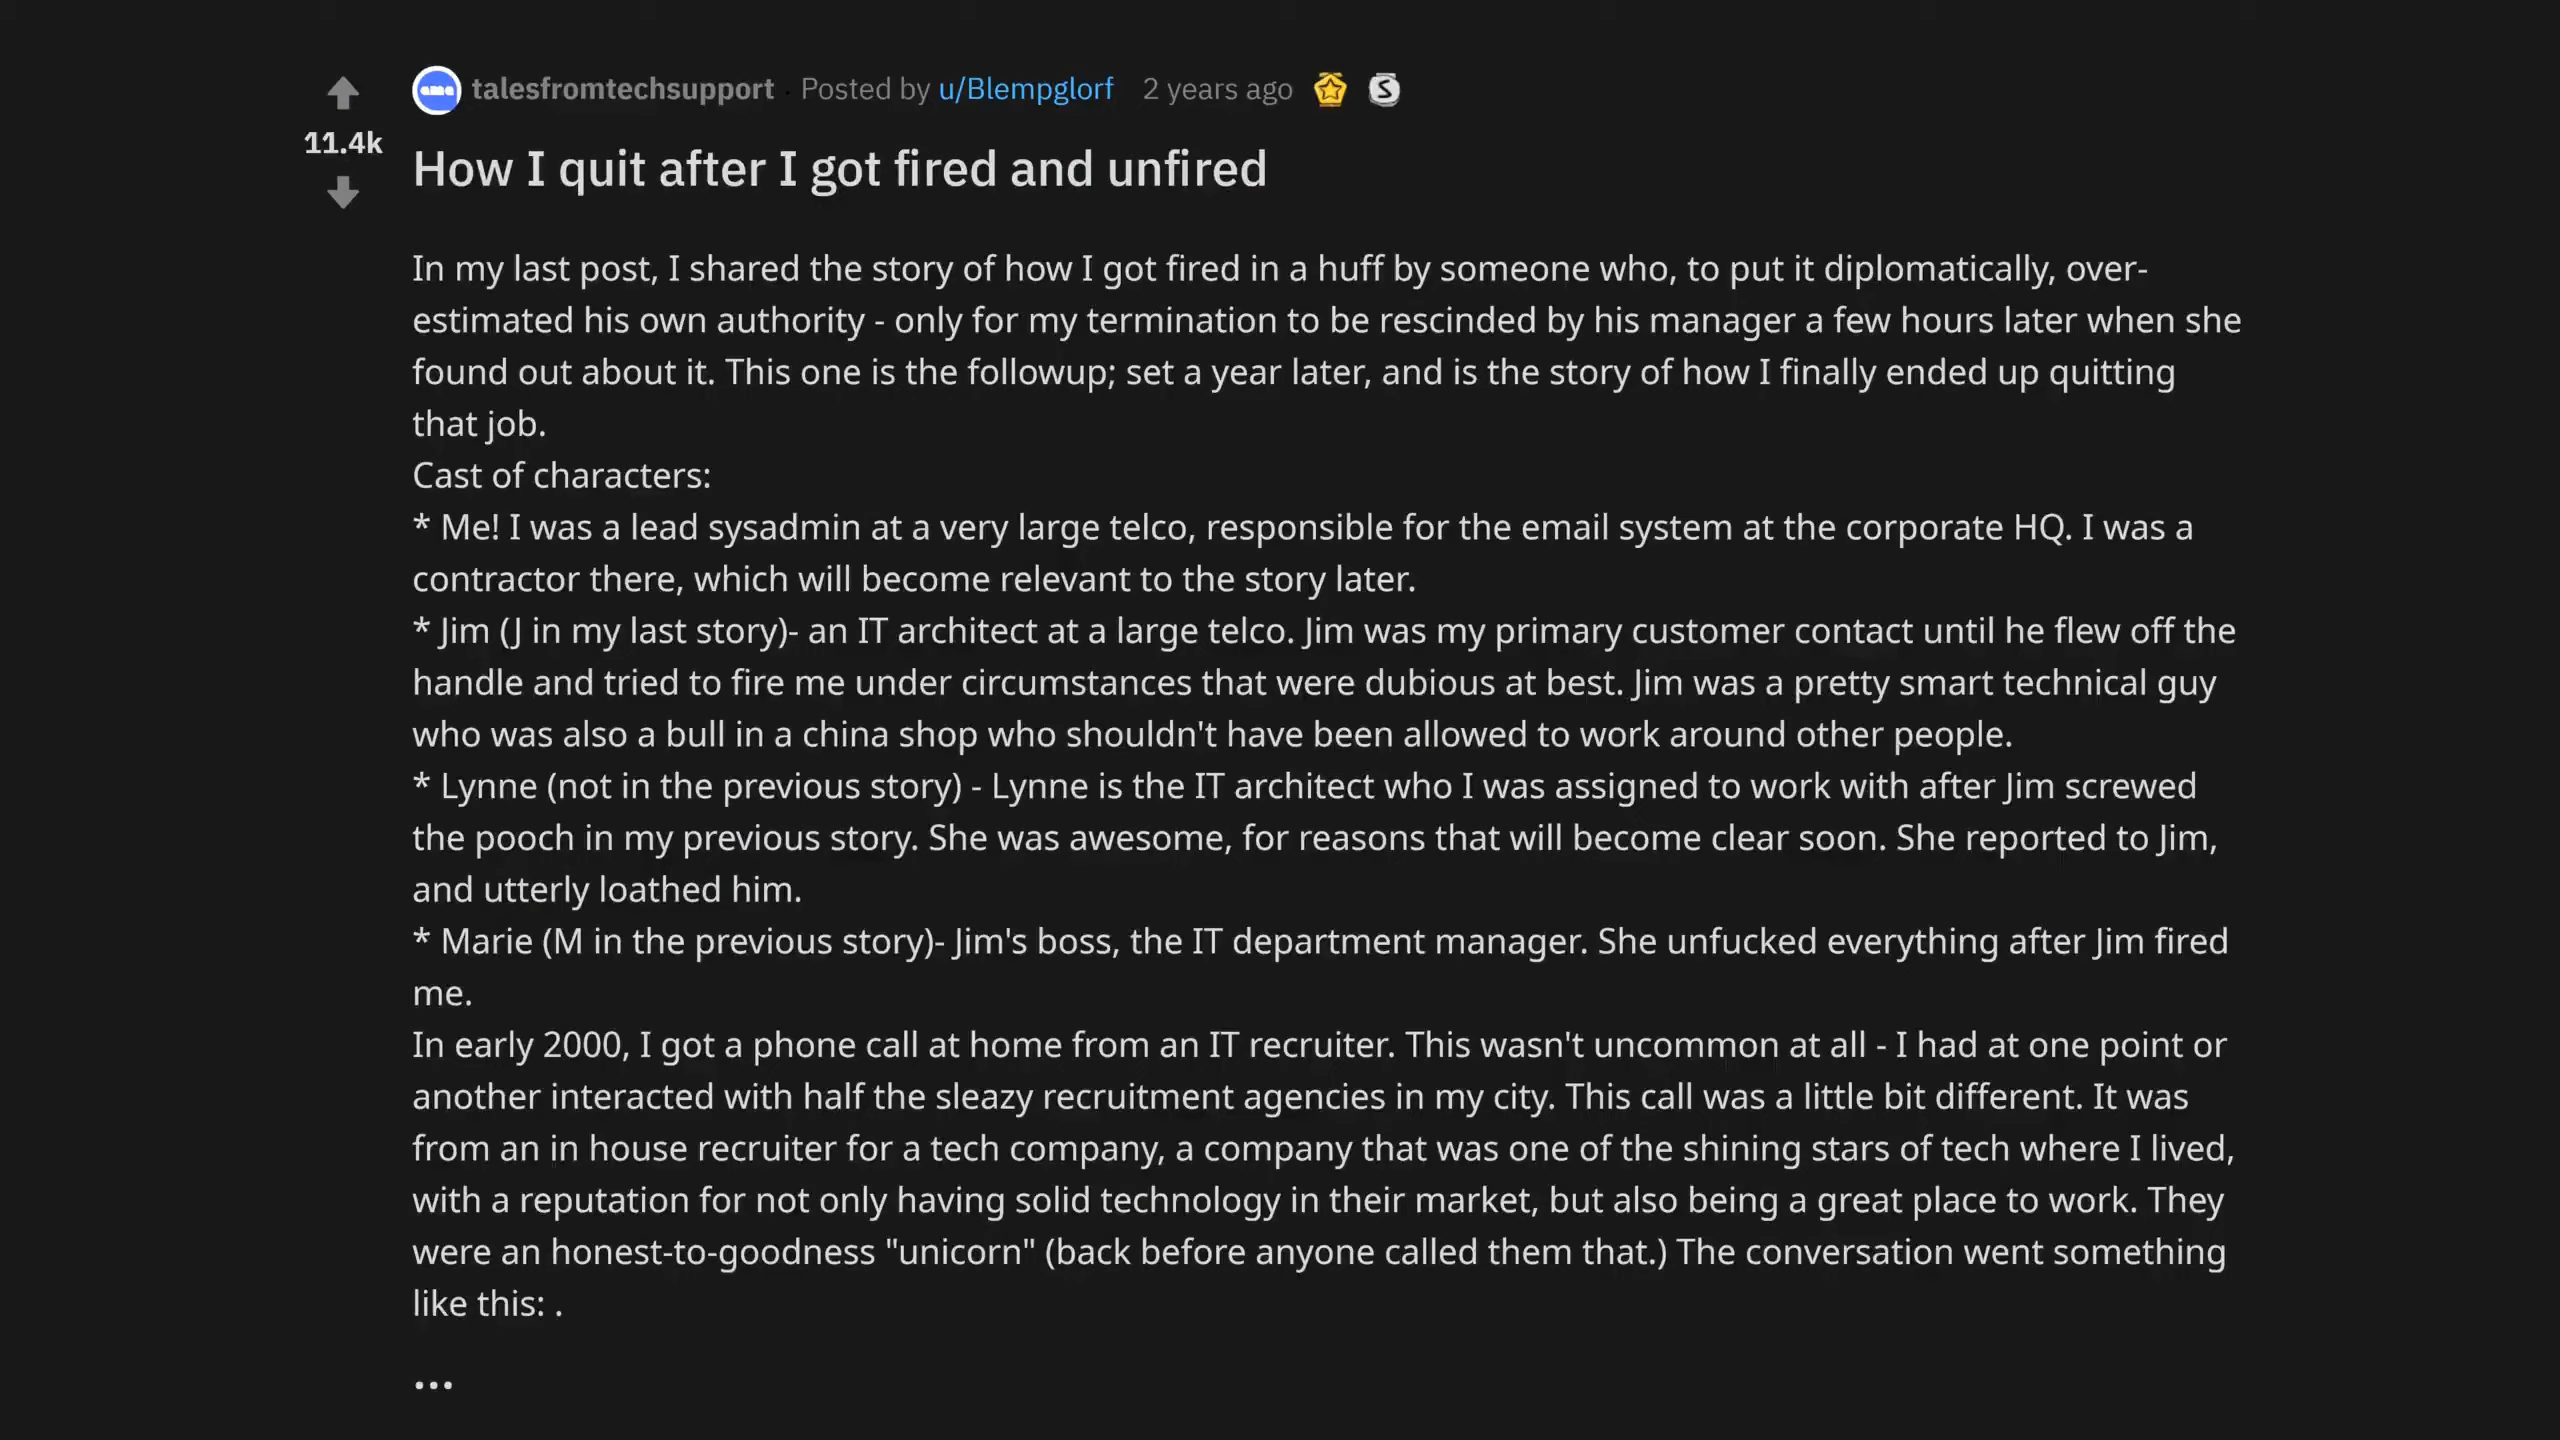 talesfromtechsupport · Posted by u/Blempglorf 2 years ago
11.4k
How I quit after I got fired and unfired
In my last post, I shared the story of how I got fired in a huff by someone who, to put it diplomatically, over-
estimated his own authority - only for my termination to be rescinded by his manager a few hours later when she
found out about it. This one is the followup; set a year later, and is the story of how I finally ended up quitting
that job.
Cast of characters:
* Me! I was a lead sysadmin at a very large telco, responsible for the email system at the corporate HQ. I was a
contractor there, which will become relevant to the story later.
* Jim (J in my last story)- an IT architect at a large telco. Jim was my primary customer contact until he flew off the
handle and tried to fire me under circumstances that were dubious at best. Jim was a pretty smart technical guy
who was also a bull in a china shop who shouldn't have been allowed to work around other people.
* Lynne (not in the previous story) - Lynne is the IT architect who I was assigned to work with after Jim screwed
the pooch in my previous story. She was awesome, for reasons that will become clear soon. She reported to Jim,
and utterly loathed him.
* Marie (M in the previous story)- Jim's boss, the IT department manager. She unfucked everything after Jim fired
me.
In early 2000, I got a phone call at home from an IT recruiter. This wasn't uncommon at all - I had at one point or
another interacted with half the sleazy recruitment agencies in my city. This call was a little bit different. It was
from an in house recruiter for a tech company, a company that was one of the shining stars of tech where I lived,
with a reputation for not only having solid technology in their market, but also being a great place to work. They
were an honest-to-goodness "unicorn" (back before anyone called them that.) The conversation went something
like this: .
...